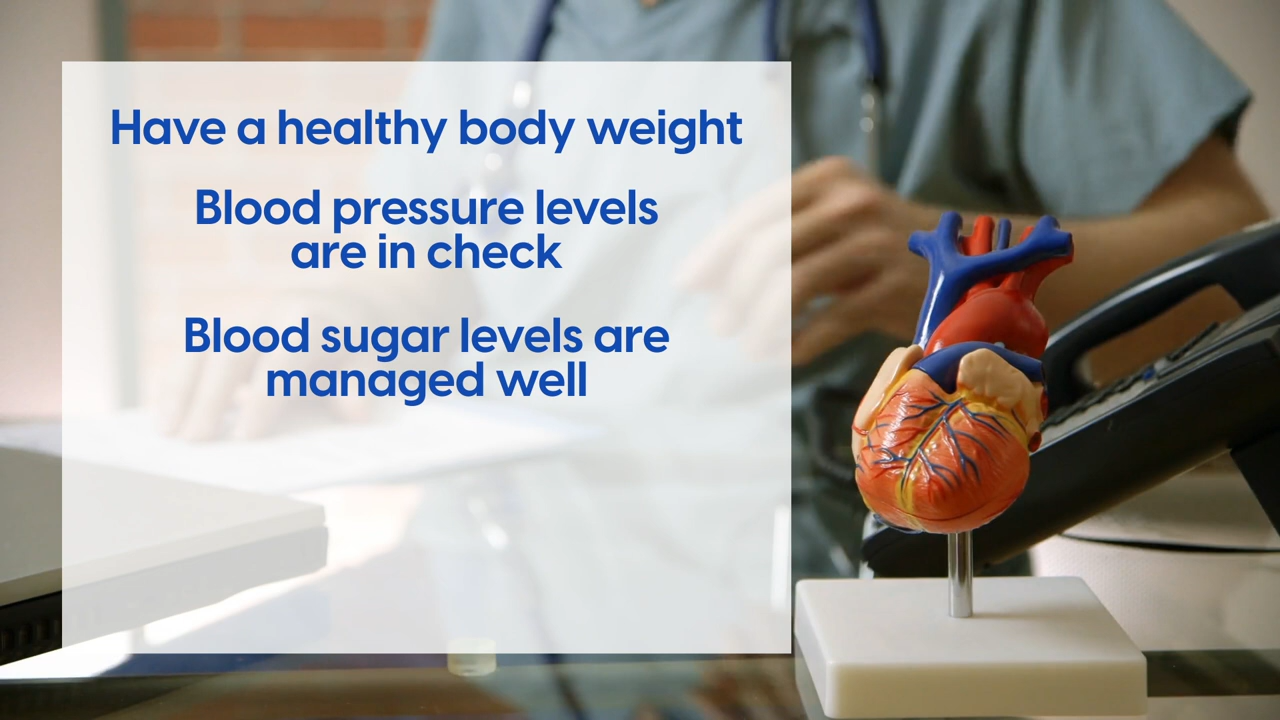 Have a healthy body weight
Blood pressure levels
are in check
Blood sugar levels are
managed well